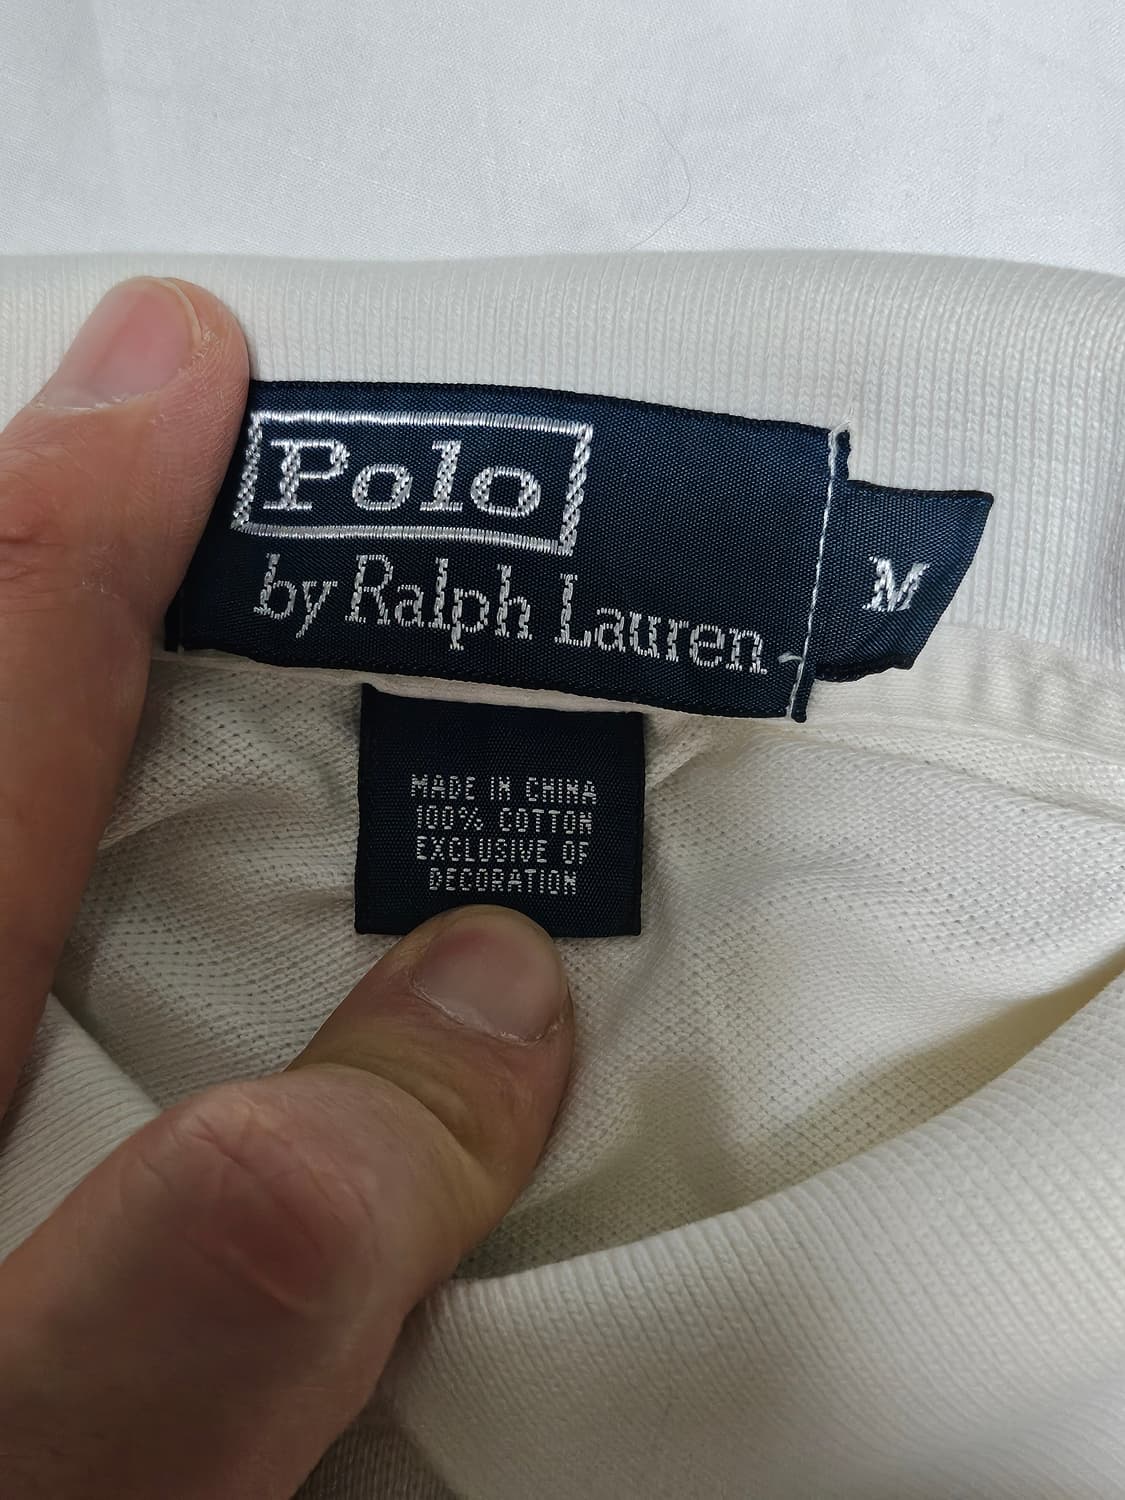 Polo
by Ralph Lauren
M
MADE IN CHINA
100% COTTON
EXCLUSIVE OF
DECORATION